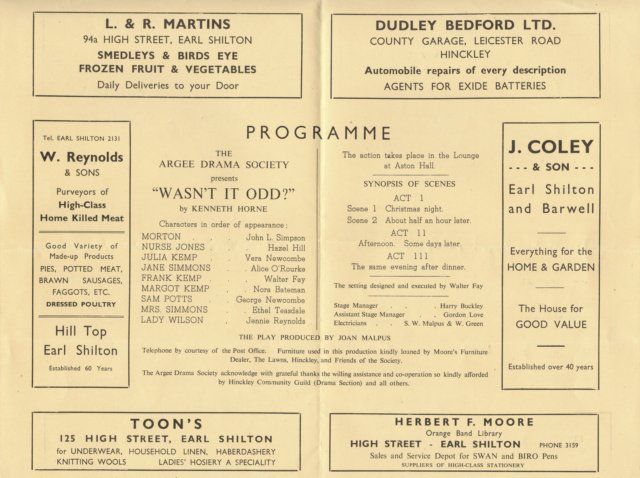 L. & R. MARTINS
94a HIGH STREET, EARL SHILTON
SMEDLEYS & BIRDS EYE
FROZEN FRUIT & VEGETABLES
Daily Deliveries to your Door
DUDLEY BEDFORD LTD.
COUNTY GARAGE, LEICESTER ROAD
HINCKLEY
Automobile repairs of every description
AGENTS FOR EXIDE BATTERIES
Tel. EARL SHILTON 2131
W. Reynolds
& SONS
Purveyors of
High-Class
Home Killed Meat
Good Variety of
Made-up Products
PIES, POTTED MEAT,
BRAWN SAUSAGES,
FAGGOTS, ETC.
DRESSED POULTRY
Hill Top
Earl Shilton
Established 60 Years
PROGRAMME
THE
ARGEE DRAMA SOCIETY
presents
"WASN'T IT ODD?"
by KENNETH HORNE
Characters in order of appearance:
MORTON . . John L. Simpson
NURSE JONES . . Hazel Hill
JULIA KEMP . . Vera Newcombe
JANE SIMMONS . . Alice O'Rourke
FRANK KEMP . . Walter Fay
MARGOT KEMP . . Nora Bateman
SAM POTTS . . George Newcombe
MRS. SIMMONS . . Ethel Teasdale
LADY WILSON . . Jennie Reynolds
The action takes place in the Lounge
at Aston Hall.
SYNOPSIS OF SCENES
ACT 1
Scene 1 Christmas night.
Scene 2 About half an hour later.
ACT 11
Afternoon. Some days later.
ACT 111
The same evening after dinner.
The setting designed and executed by Walter Fay
Stage Manager . . Harry Buckley
Assistant Stage Manager . Gordon Love
Electricians . . S. W. Malpus & W. Green
THE PLAY PRODUCED BY JOAN MALPUS
Telephone by courtesy of the Post Office. Furniture used in this production kindly loaned by Moore's Furniture
Dealer, The Lawns, Hinckley, and Friends of the Society.
The Argee Drama Society acknowledge with grateful thanks the willing assistance and co-operation so kindly afforded
by Hinckley Community Guild (Drama Section) and all others.
J. COLEY
--- & SON ---
Earl Shilton
and Barwell
Everything for the
HOME & GARDEN
The House for
GOOD VALUE
Established over 40 years
TOON'S
125 HIGH STREET, EARL SHILTON
for UNDERWEAR, HOUSEHOLD LINEN, HABERDASHERY
KNITTING WOOLS LADIES' HOSIERY A SPECIALITY
HERBERT F. MOORE
Orange Band Library
HIGH STREET - EARL SHILTON PHONE 3159
Sales and Service Depot for SWAN and BIRO Pens
SUPPLIERS OF HIGH-CLASS STATIONERY